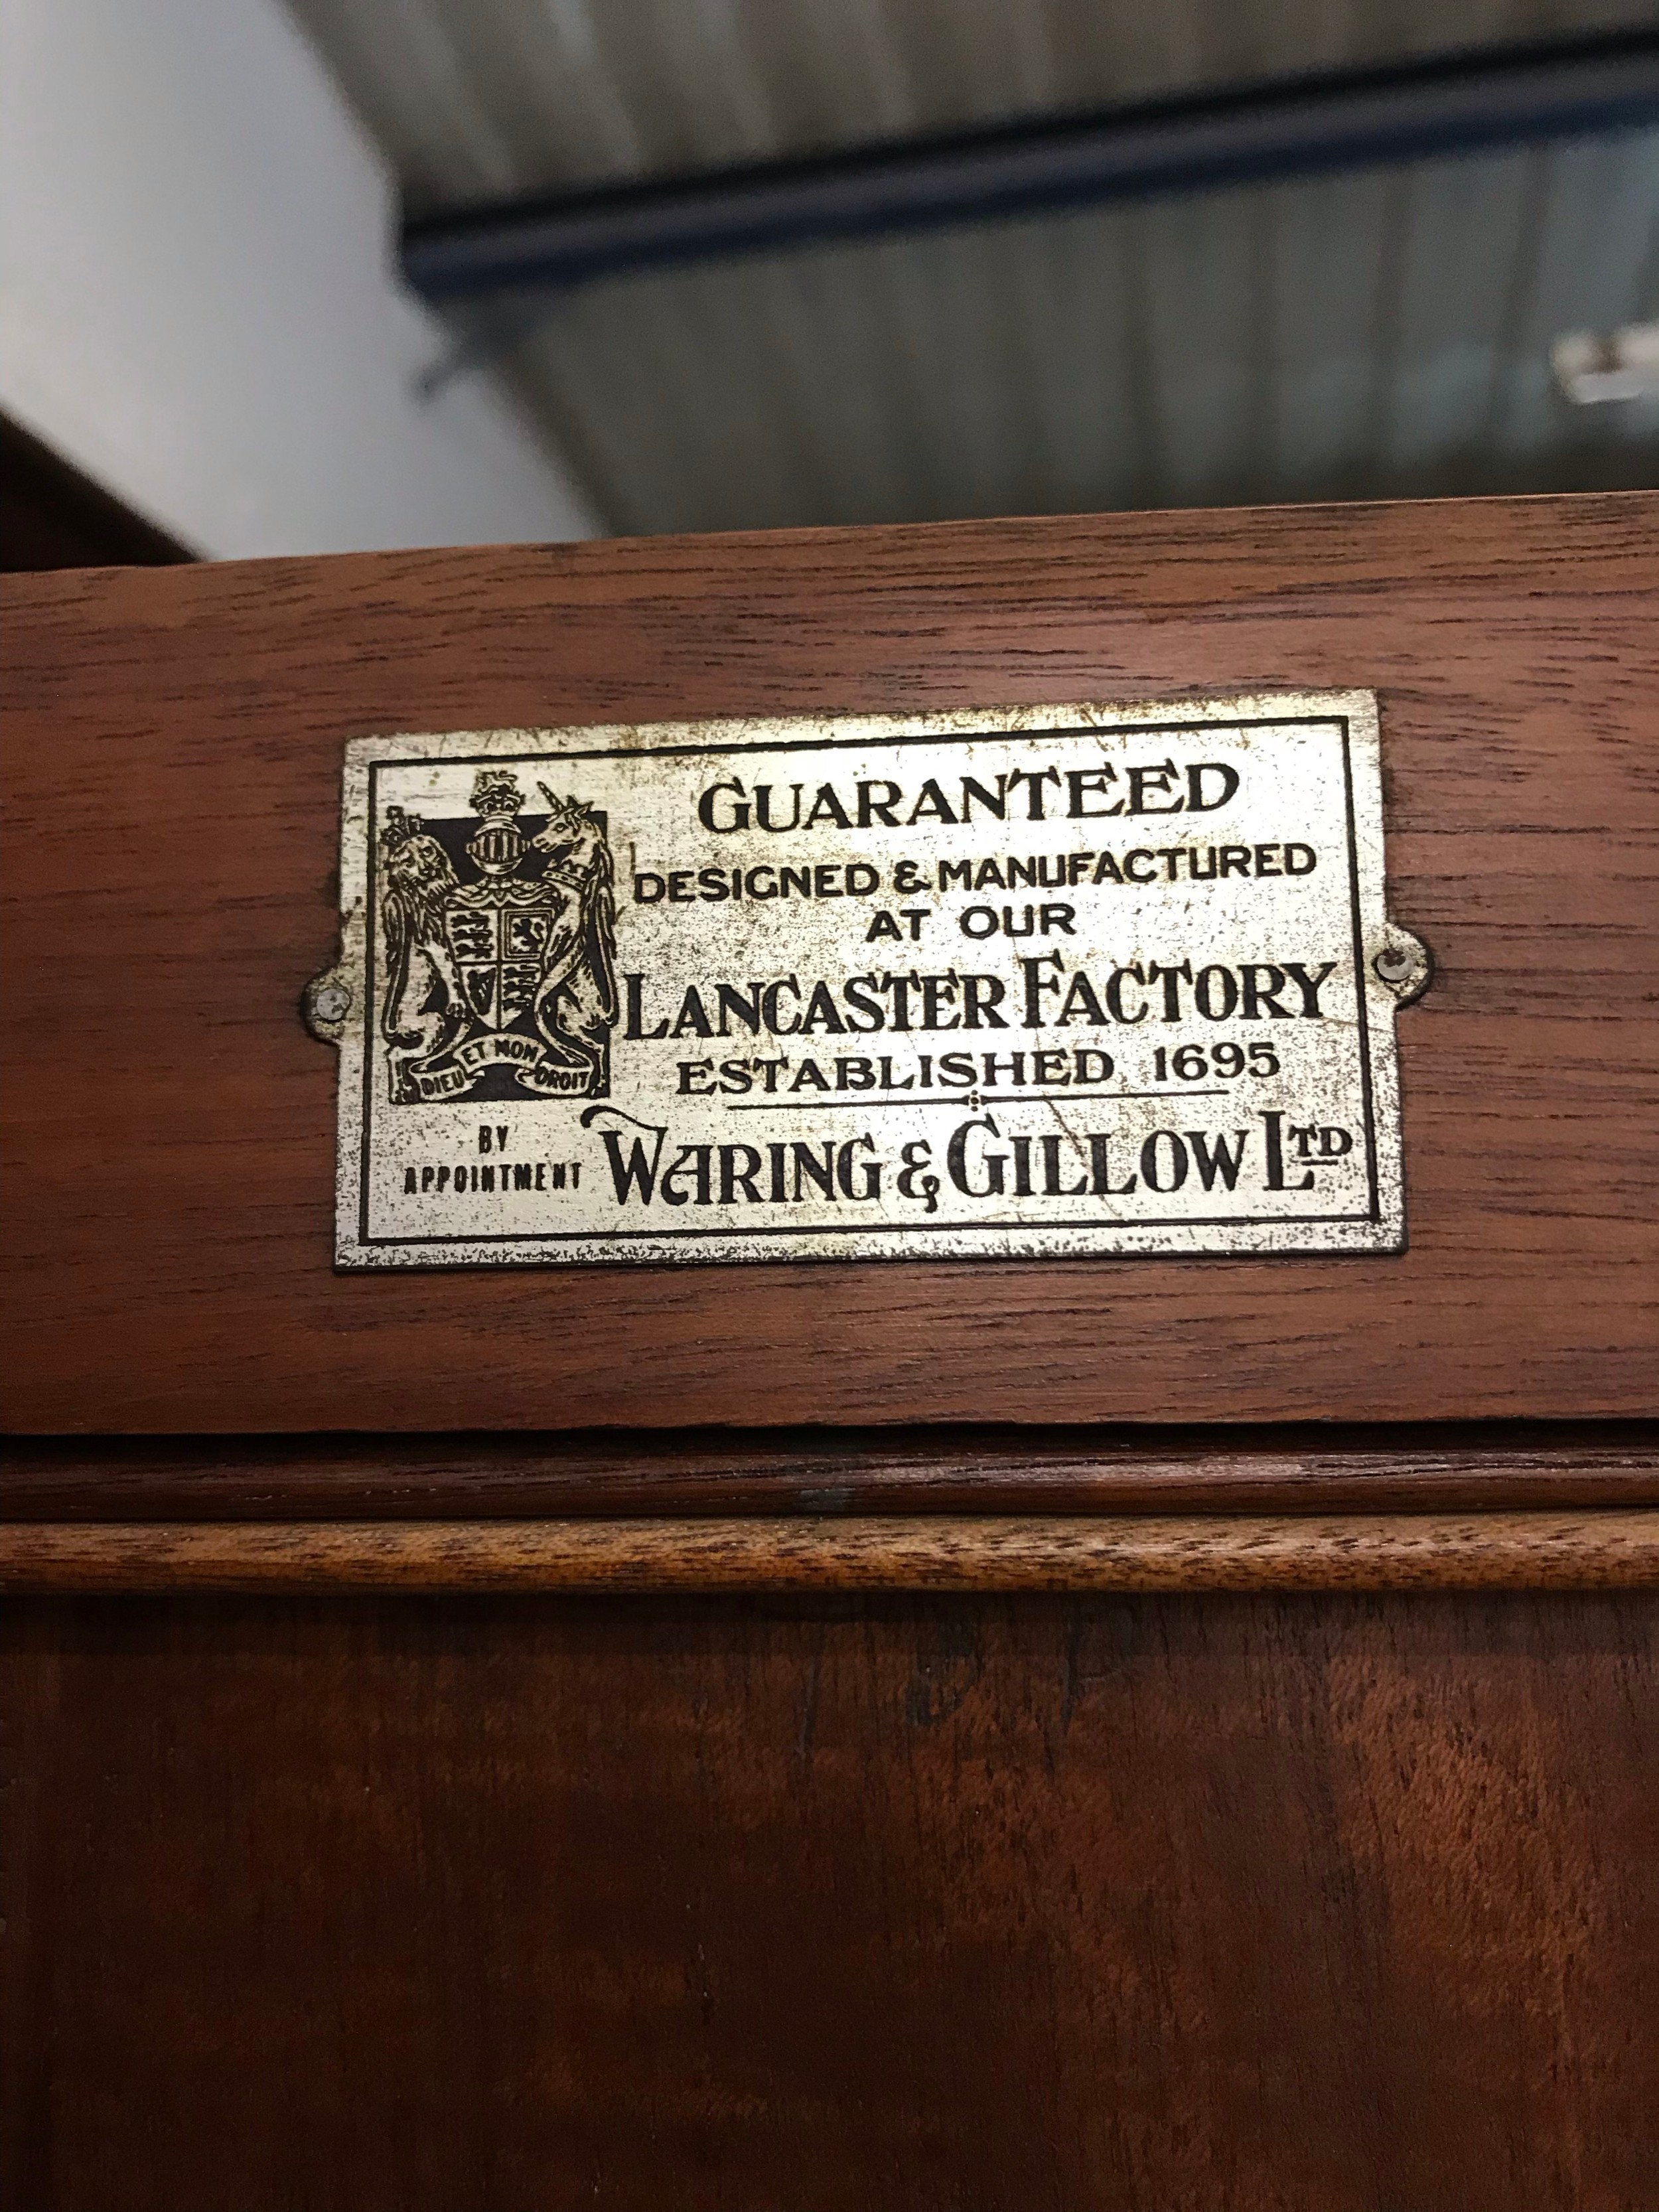 GUARANTEED
DESIGNED & MANUFACTURED
AT OUR
LANCASTER FACTORY
ESTABLISHED 1695
WARING & GILLOW LTD
DIEU ET MON DROIT
BY
APPOINTMENT